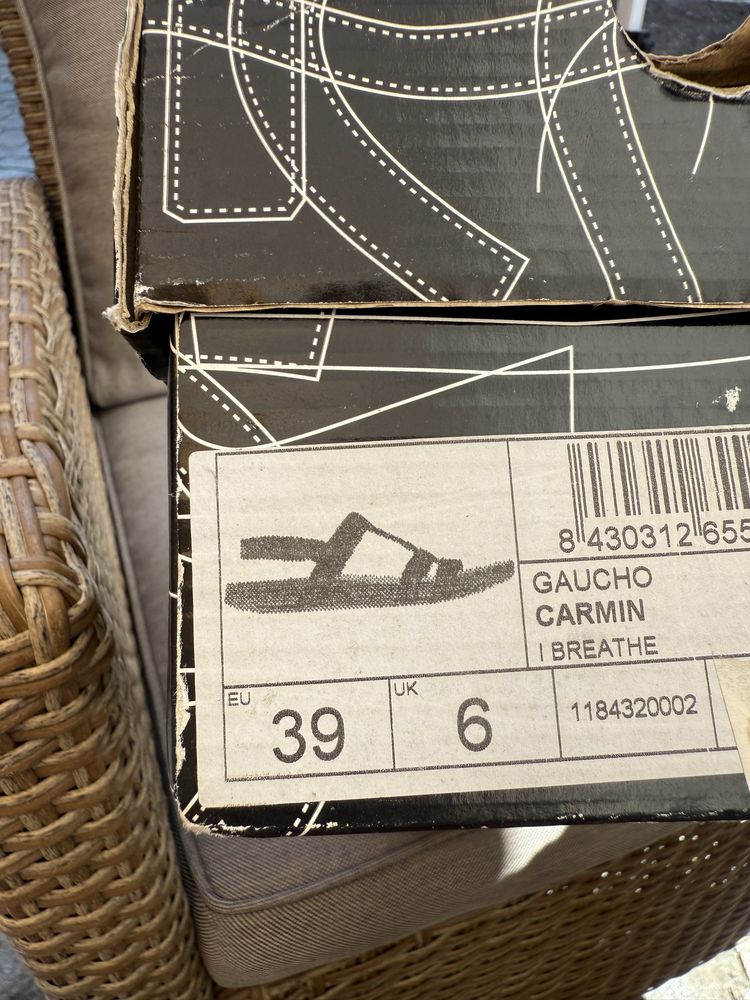 8 430312 655
GAUCHO
CARMIN
I BREATHE
EU
39
UK
6
1184320002